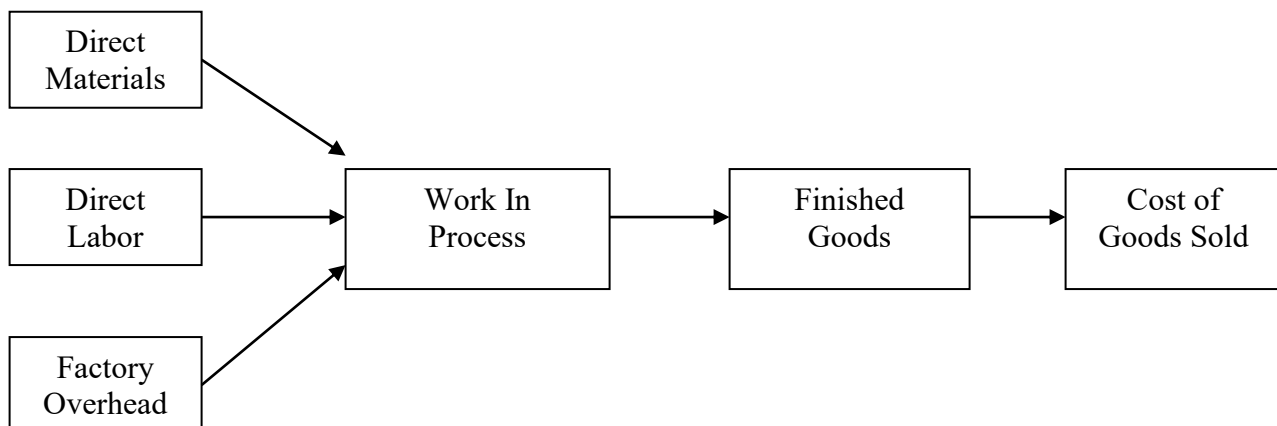 Direct
Materials
Direct
Labor
Factory
Overhead
Work In
Process
Finished
Goods
Cost of
Goods Sold